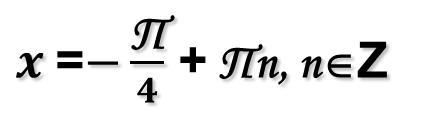 x = − π/4 + πn, n∈Z